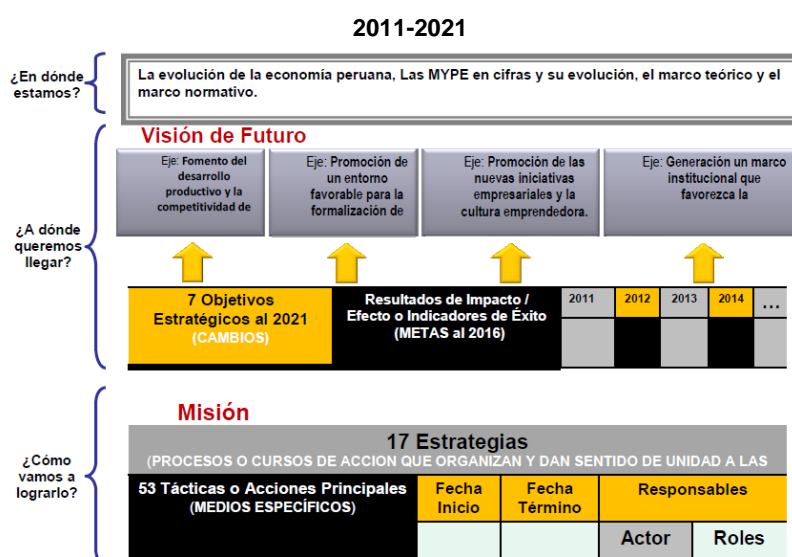 2011-2021
¿En dónde
estamos?
La evolución de la economía peruana, Las MYPE en cifras y su evolución, el marco teórico y el
marco normativo.
Visión de Futuro
¿A dónde
queremos
llegar?
Eje: Fomento del
desarrollo
productivo y la
competitividad de
Eje: Promoción de
un entorno
favorable para la
formalización de
Eje: Promoción de las
nuevas iniciativas
empresariales y la
cultura emprendedora.
Eje: Generación un marco
institucional que
favorezca la
7 Objetivos
Estratégicos al 2021
(CAMBIOS)
Resultados de Impacto /
Efecto o Indicadores de Éxito
(METAS al 2016)
2011
2012
2013
2014
...
Misión
¿Cómo
vamos a
lograrlo?
17 Estrategias
(PROCESOS O CURSOS DE ACCION QUE ORGANIZAN Y DAN SENTIDO DE UNIDAD A LAS
53 Tácticas o Acciones Principales
(MEDIOS ESPECÍFICOS)
Fecha
Inicio
Fecha
Término
Responsables
Actor
Roles